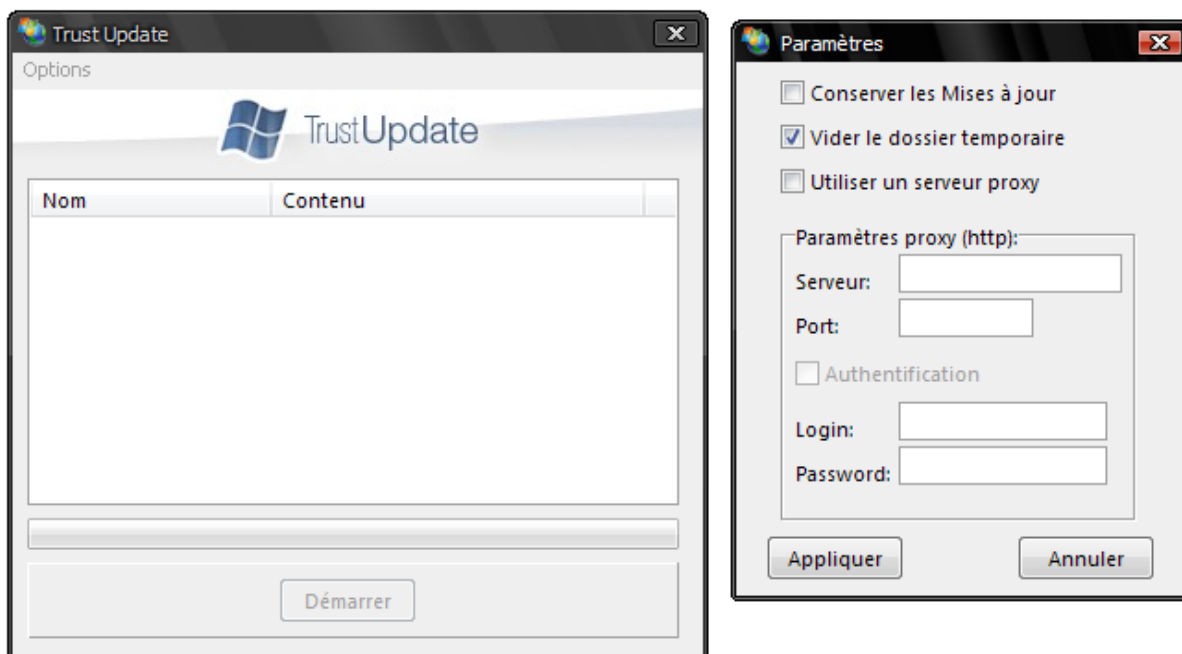 Trust Update
Options
TrustUpdate
Nom Contenu
Démarrer
Paramètres
Conserver les Mises à jour
Vider le dossier temporaire
Utiliser un serveur proxy
Paramètres proxy (http):
Serveur:
Port:
Authentification
Login:
Password:
Appliquer Annuler